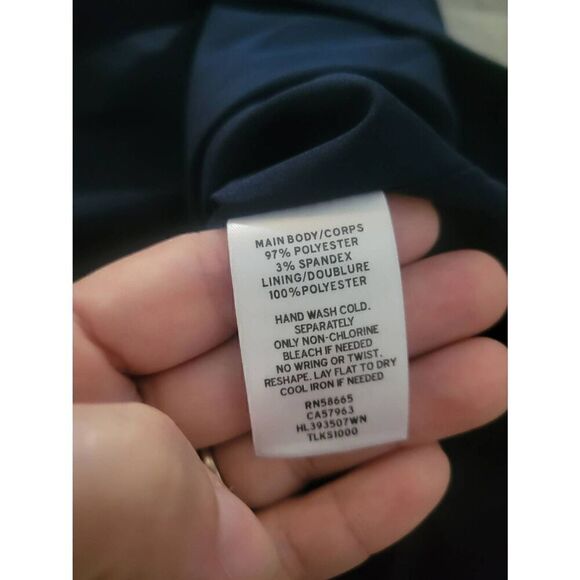 MAIN BODY/CORPS
97% POLYESTER
3% SPANDEX
LINING/DOUBLURE
100%POLYESTER
HAND WASH COLD.
SEPARATELY
ONLY NON-CHLORINE
BLEACH IF NEEDED
NO WRING OR TWIST.
RESHAPE. LAY FLAT TO DRY
COOL IRON IF NEEDED
RN58665
CA57963
HL393507WN
TLKS1000